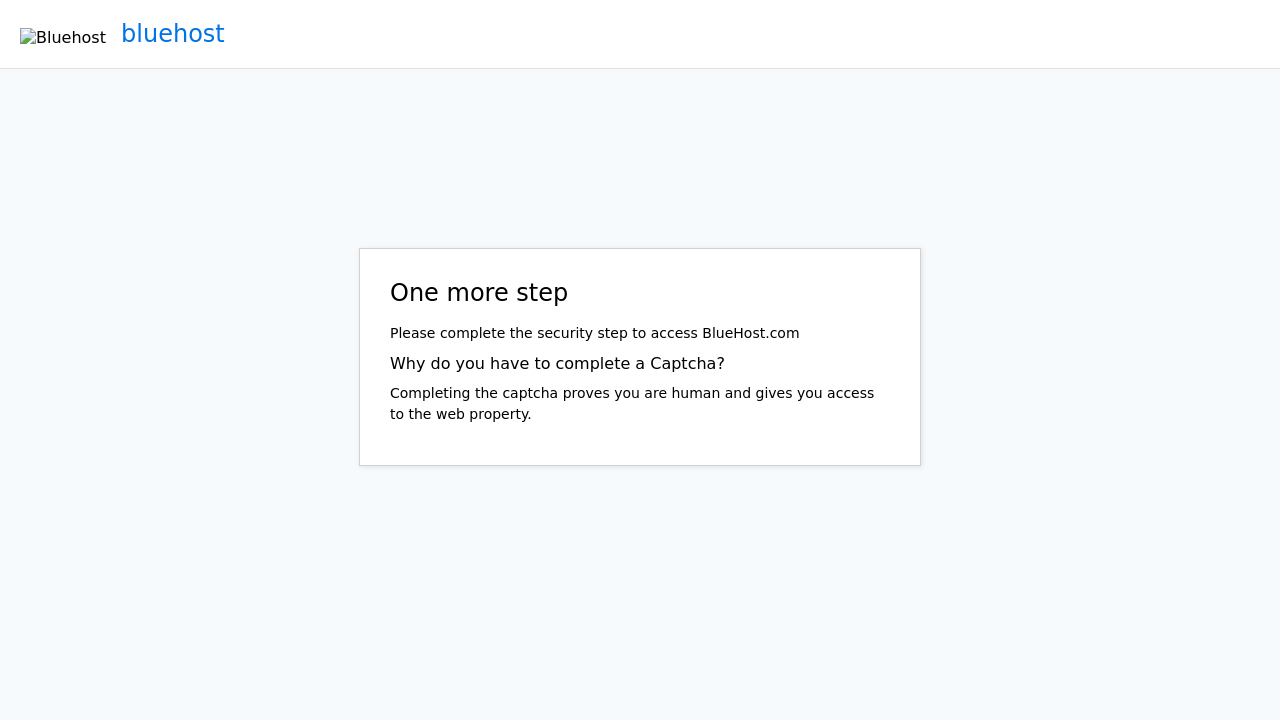 Bluehost bluehost
One more step
Please complete the security step to access BlueHost.com
Why do you have to complete a Captcha?
Completing the captcha proves you are human and gives you access
to the web property.